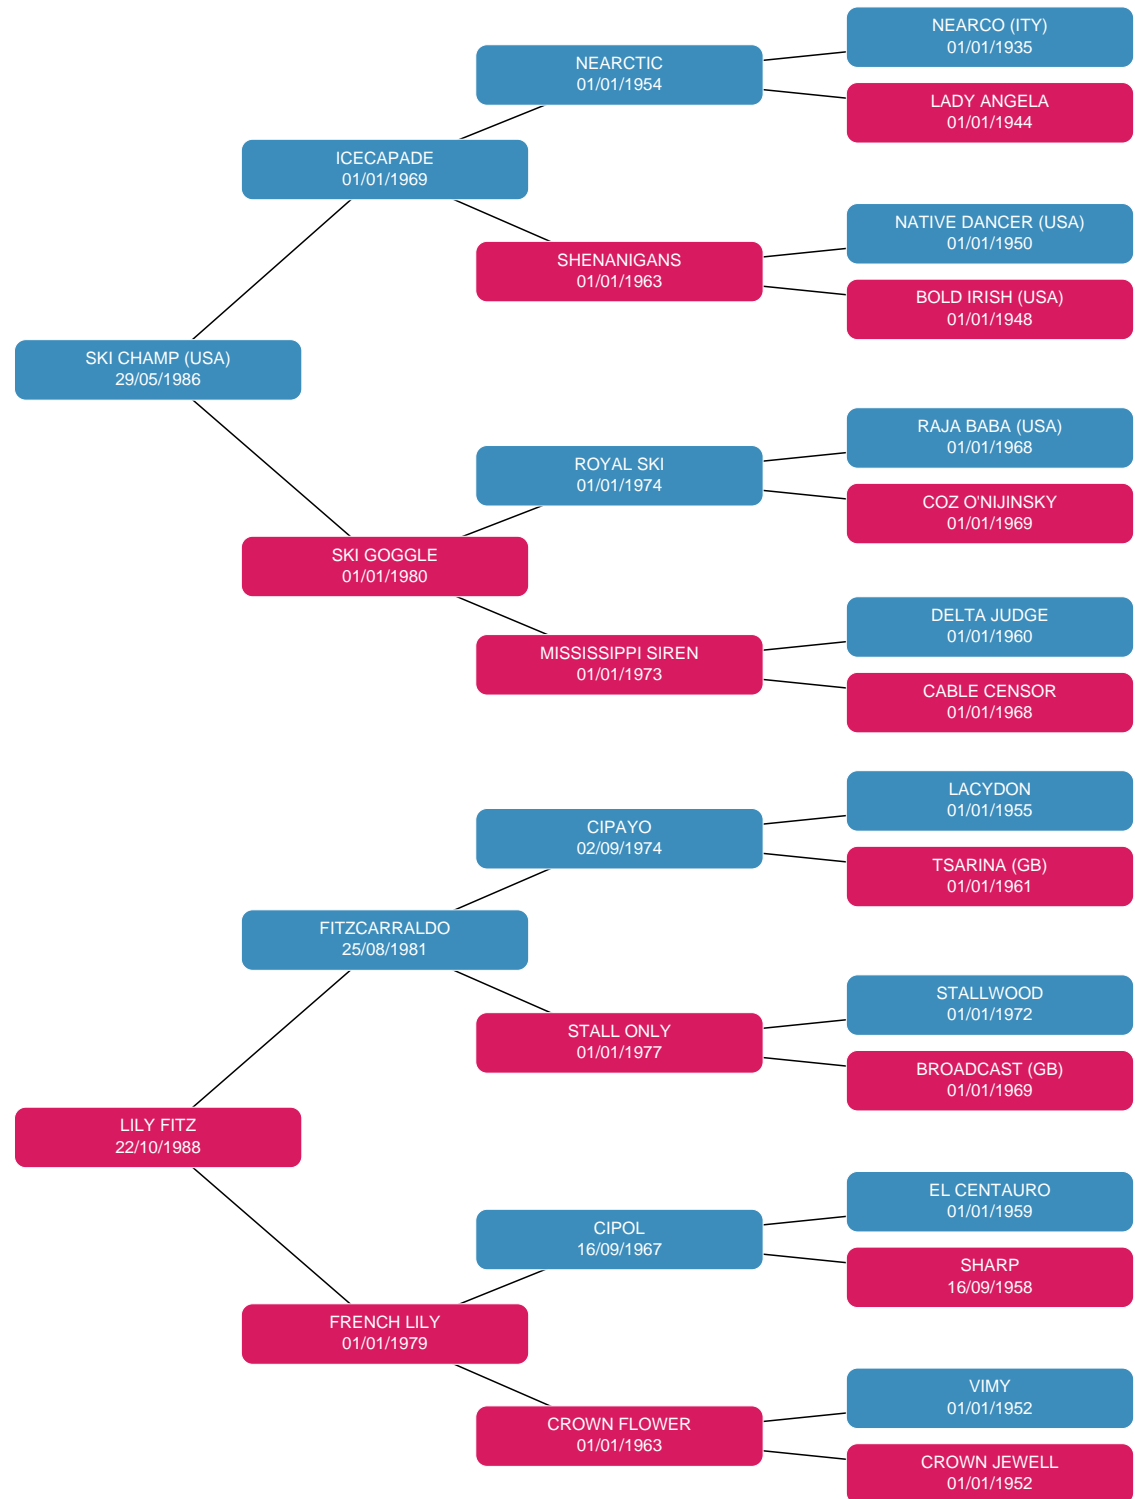 NEARCO (ITY)
01/01/1935
NEARCTIC
01/01/1954
LADY ANGELA
01/01/1944
ICECAPADE
01/01/1969
NATIVE DANCER (USA)
01/01/1950
SHENANIGANS
01/01/1963
BOLD IRISH (USA)
01/01/1948
SKI CHAMP (USA)
29/05/1986
RAJA BABA (USA)
01/01/1968
ROYAL SKI
01/01/1974
COZ O'NIJINSKY
01/01/1969
SKI GOGGLE
01/01/1980
DELTA JUDGE
01/01/1960
MISSISSIPPI SIREN
01/01/1973
CABLE CENSOR
01/01/1968
LACYDON
01/01/1955
CIPAYO
02/09/1974
TSARINA (GB)
01/01/1961
FITZCARRALDO
25/08/1981
STALLWOOD
01/01/1972
STALL ONLY
01/01/1977
BROADCAST (GB)
01/01/1969
LILY FITZ
22/10/1988
EL CENTAURO
01/01/1959
CIPOL
16/09/1967
SHARP
16/09/1958
FRENCH LILY
01/01/1979
VIMY
01/01/1952
CROWN FLOWER
01/01/1963
CROWN JEWELL
01/01/1952